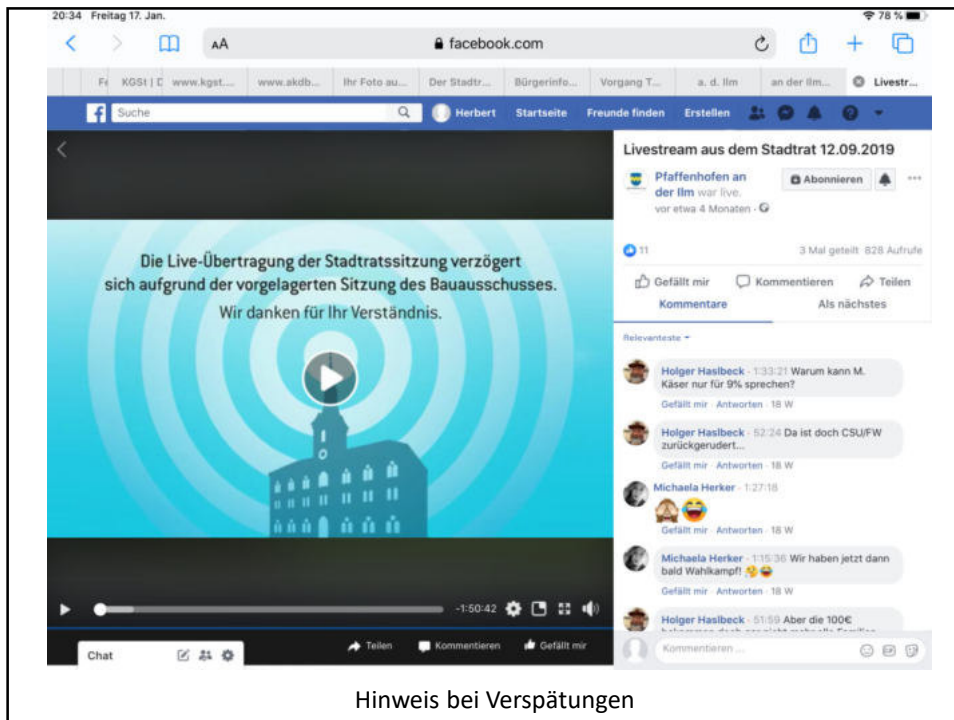 20:34 Freitag 17. Jan.
78 %
AA
facebook.com
KGSt | D
www.kgst....
www.akdb...
Ihr Foto au...
Der Stadtr...
Bürgerinfo...
Vorgang T...
a. d. Ilm
an der Ilm...
Livestr...
Suche
Herbert
Startseite
Freunde finden
Erstellen
Die Live-Übertragung der Stadtratssitzung verzögert
sich aufgrund der vorgelagerten Sitzung des Bauausschusses.
Wir danken für Ihr Verständnis.
-1:50:42
Teilen
Kommentieren
Gefällt mir
Chat
Livestream aus dem Stadtrat 12.09.2019
Pfaffenhofen an
der Ilm war live.
vor etwa 4 Monaten ·
Abonnieren
11
3 Mal geteilt 828 Aufrufe
Gefällt mir
Kommentieren
Teilen
Kommentare
Als nächstes
Relevanteste
Holger Haslbeck · 1:33:21 Warum kann M.
Käser nur für 9% sprechen?
Gefällt mir · Antworten · 18 W
Holger Haslbeck · 52:24 Da ist doch CSU/FW
zurückgerudert...
Gefällt mir · Antworten · 18 W
Michaela Herker · 1:27:18
🙈😂
Gefällt mir · Antworten · 18 W
Michaela Herker · 1:15:36 Wir haben jetzt dann
bald Wahlkampf!
Gefällt mir · Antworten · 18 W
Holger Haslbeck · 51:59 Aber die 100€
Kommentieren ...
GIF
Hinweis bei Verspätungen